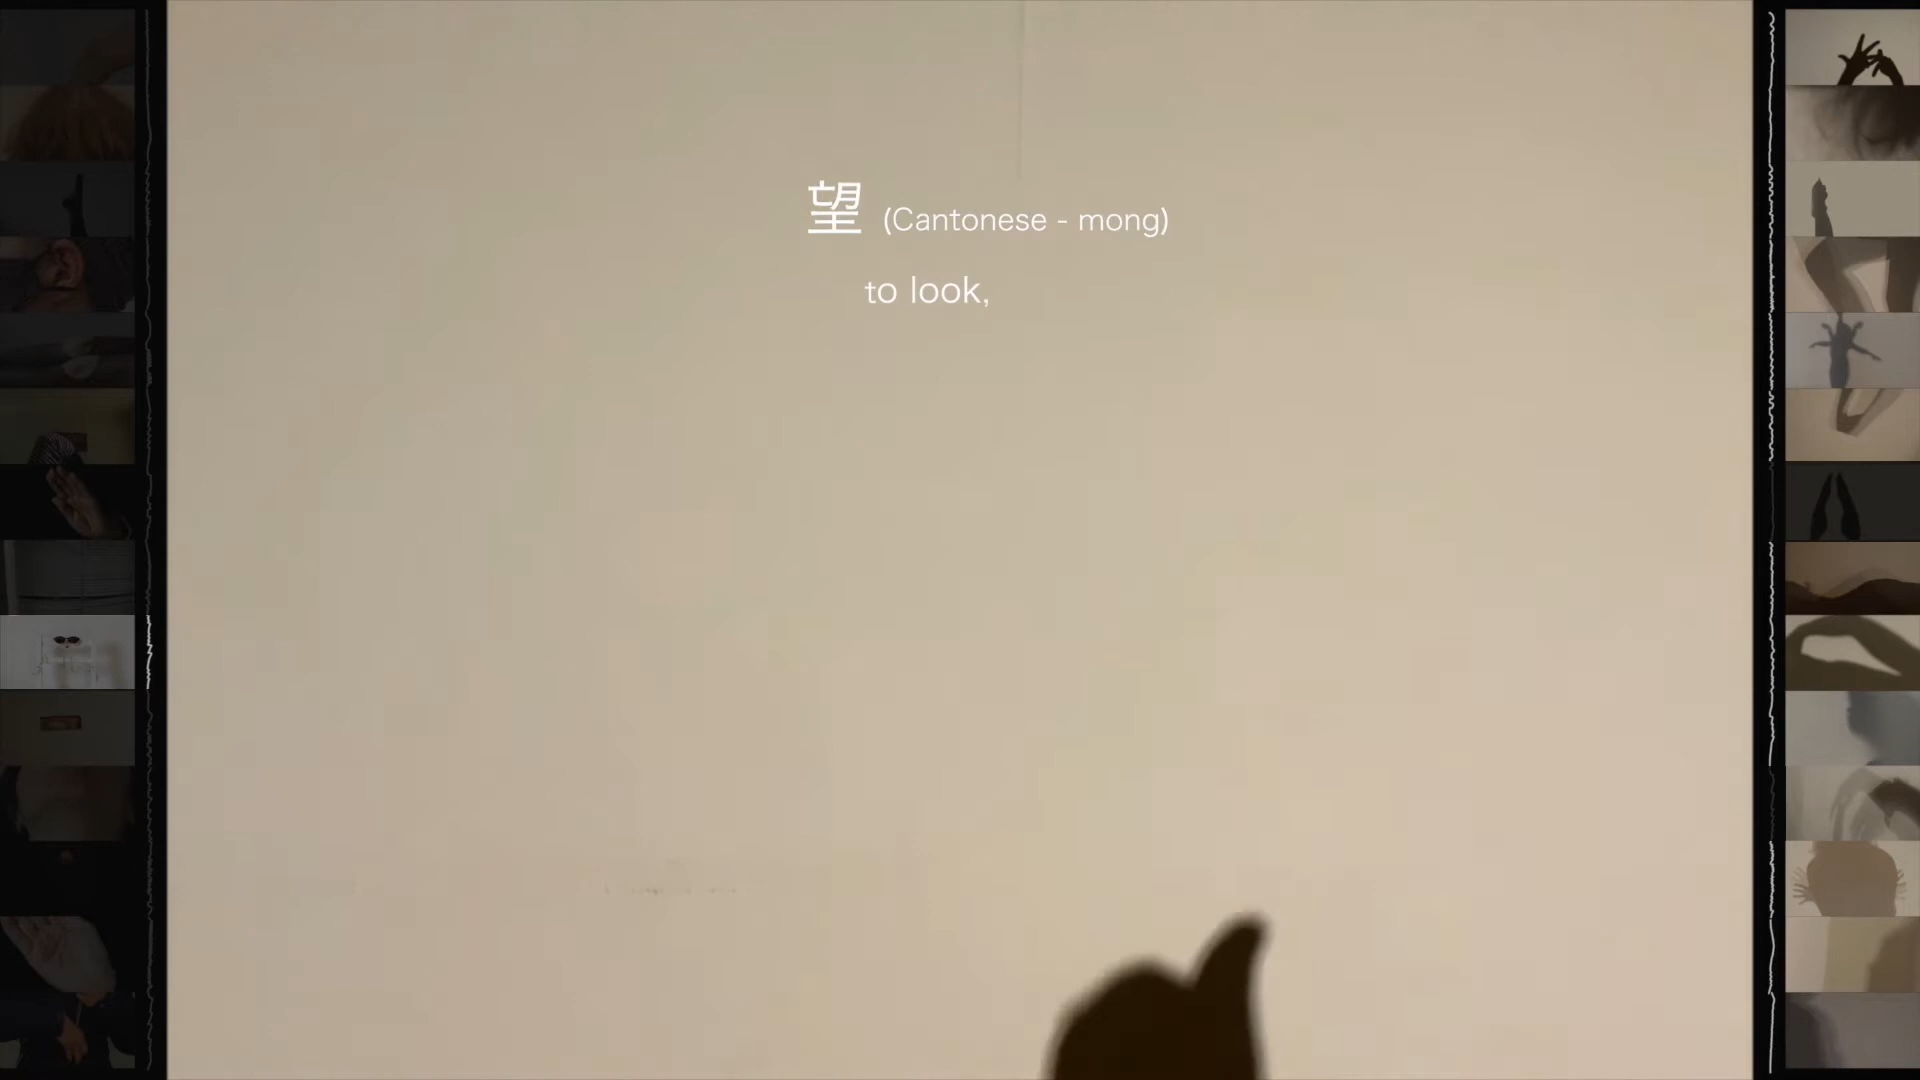 望 (Cantonese - mong)
to look,